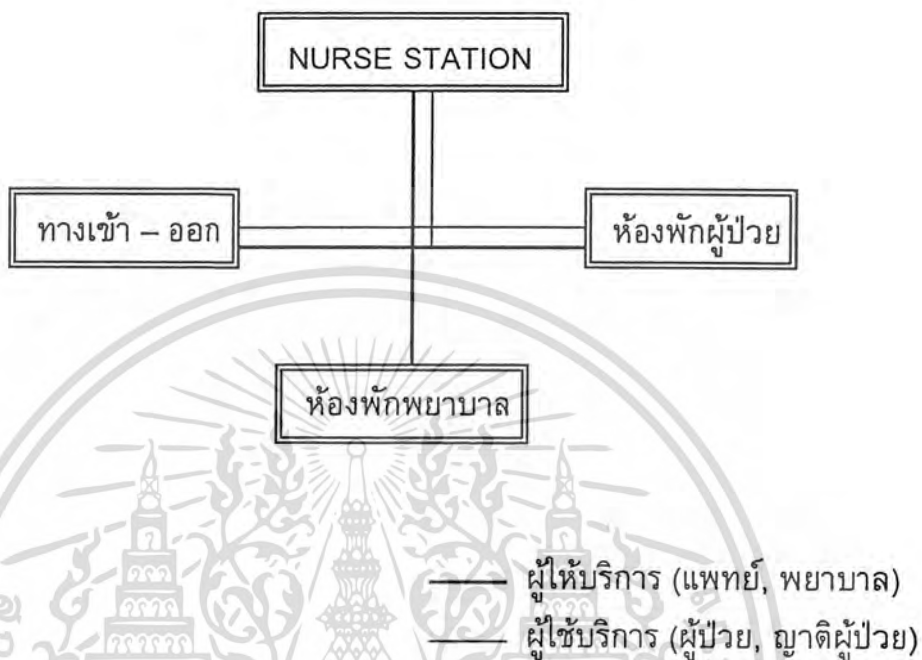 NURSE STATION
ทางเข้า – ออก
ห้องพักผู้ป่วย
ห้องพักพยาบาล
ผู้ให้บริการ (แพทย์, พยาบาล)
ผู้ใช้บริการ (ผู้ป่วย, ญาติผู้ป่วย)